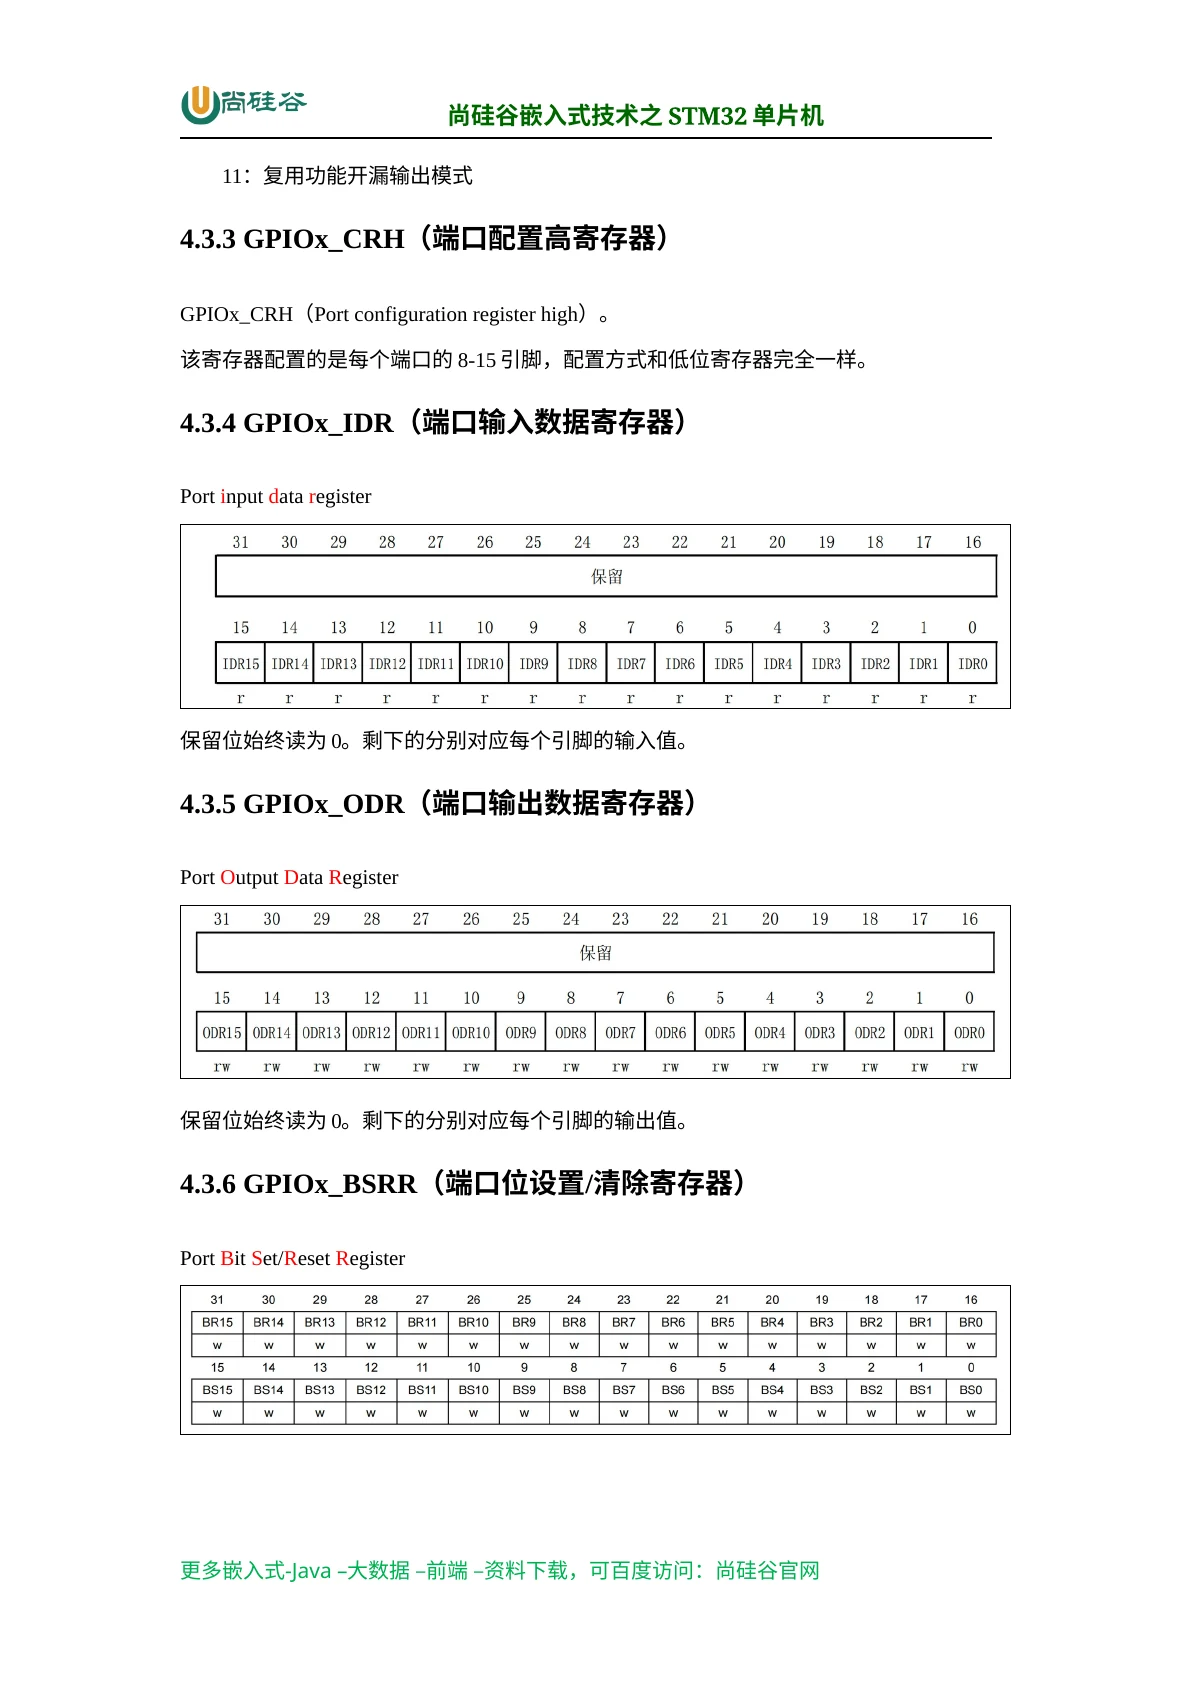 尚硅谷
尚硅谷嵌入式技术之 STM32 单片机
11：复用功能开漏输出模式
4.3.3 GPIOx_CRH（端口配置高寄存器）
GPIOx_CRH（Port configuration register high）。
该寄存器配置的是每个端口的 8-15 引脚，配置方式和低位寄存器完全一样。
4.3.4 GPIOx_IDR（端口输入数据寄存器）
Port input data register
31 30 29 28 27 26 25 24 23 22 21 20 19 18 17 16
保留
15 14 13 12 11 10 9 8 7 6 5 4 3 2 1 0
IDR15 IDR14 IDR13 IDR12 IDR11 IDR10 IDR9 IDR8 IDR7 IDR6 IDR5 IDR4 IDR3 IDR2 IDR1 IDR0
r r r r r r r r r r r r r r r r
保留位始终读为 0。剩下的分别对应每个引脚的输入值。
4.3.5 GPIOx_ODR（端口输出数据寄存器）
Port Output Data Register
31 30 29 28 27 26 25 24 23 22 21 20 19 18 17 16
保留
15 14 13 12 11 10 9 8 7 6 5 4 3 2 1 0
ODR15 ODR14 ODR13 ODR12 ODR11 ODR10 ODR9 ODR8 ODR7 ODR6 ODR5 ODR4 ODR3 ODR2 ODR1 ODR0
rw rw rw rw rw rw rw rw rw rw rw rw rw rw rw rw
保留位始终读为 0。剩下的分别对应每个引脚的输出值。
4.3.6 GPIOx_BSRR（端口位设置/清除寄存器）
Port Bit Set/Reset Register
31 30 29 28 27 26 25 24 23 22 21 20 19 18 17 16
BR15 BR14 BR13 BR12 BR11 BR10 BR9 BR8 BR7 BR6 BR5 BR4 BR3 BR2 BR1 BR0
w w w w w w w w w w w w w w w w
15 14 13 12 11 10 9 8 7 6 5 4 3 2 1 0
BS15 BS14 BS13 BS12 BS11 BS10 BS9 BS8 BS7 BS6 BS5 BS4 BS3 BS2 BS1 BS0
w w w w w w w w w w w w w w w w
更多嵌入式-Java –大数据 –前端 –资料下载，可百度访问：尚硅谷官网